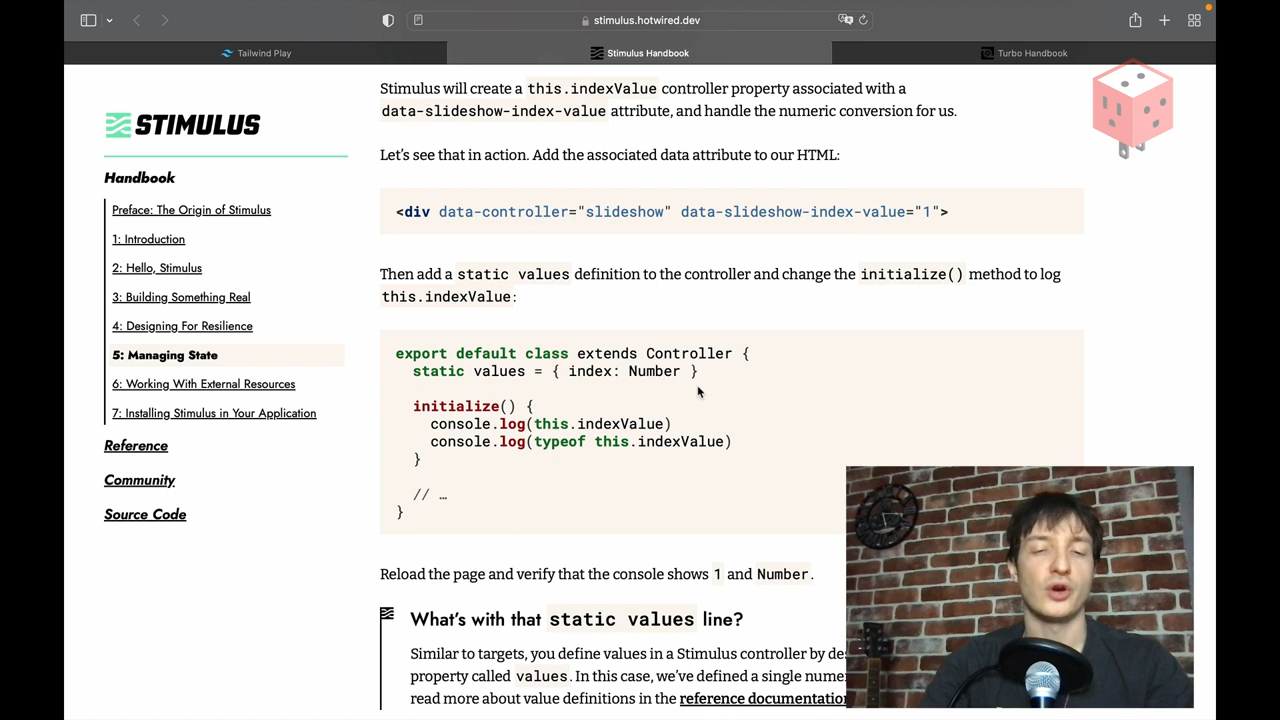 stimulus.hotwired.dev
Tailwind Play
Stimulus Handbook
Turbo Handbook
STIMULUS
Handbook
Preface: The Origin of Stimulus
1: Introduction
2: Hello, Stimulus
3: Building Something Real
4: Designing For Resilience
5: Managing State
6: Working With External Resources
7: Installing Stimulus in Your Application
Reference
Community
Source Code
Stimulus will create a this.indexValue controller property associated with a
data-slideshow-index-value attribute, and handle the numeric conversion for us.
Let's see that in action. Add the associated data attribute to our HTML:
<div data-controller="slideshow" data-slideshow-index-value="1">
Then add a static values definition to the controller and change the initialize() method to log
this.indexValue:
export default class extends Controller {
static values = { index: Number }
initialize() {
console.log(this.indexValue)
console.log(typeof this.indexValue)
}
// …
}
Reload the page and verify that the console shows 1 and Number.
What's with that static values line?
Similar to targets, you define values in a Stimulus controller by
property called values. In this case, we've defined a single
read more about value definitions in the reference